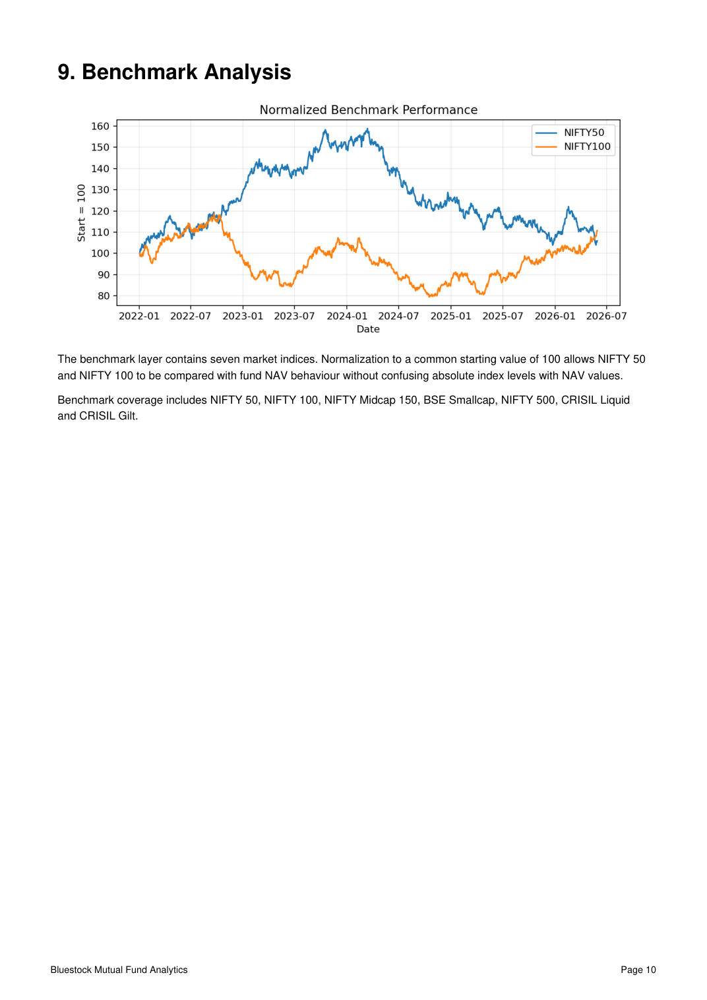 9. Benchmark Analysis
Normalized Benchmark Performance
160
150
140
130
120
110
100
90
80
Start = 100
NIFTY50
NIFTY100
2022-01 2022-07 2023-01 2023-07 2024-01 2024-07 2025-01 2025-07 2026-01 2026-07
Date
The benchmark layer contains seven market indices. Normalization to a common starting value of 100 allows NIFTY 50
and NIFTY 100 to be compared with fund NAV behaviour without confusing absolute index levels with NAV values.
Benchmark coverage includes NIFTY 50, NIFTY 100, NIFTY Midcap 150, BSE Smallcap, NIFTY 500, CRISIL Liquid
and CRISIL Gilt.
Bluestock Mutual Fund Analytics
Page 10